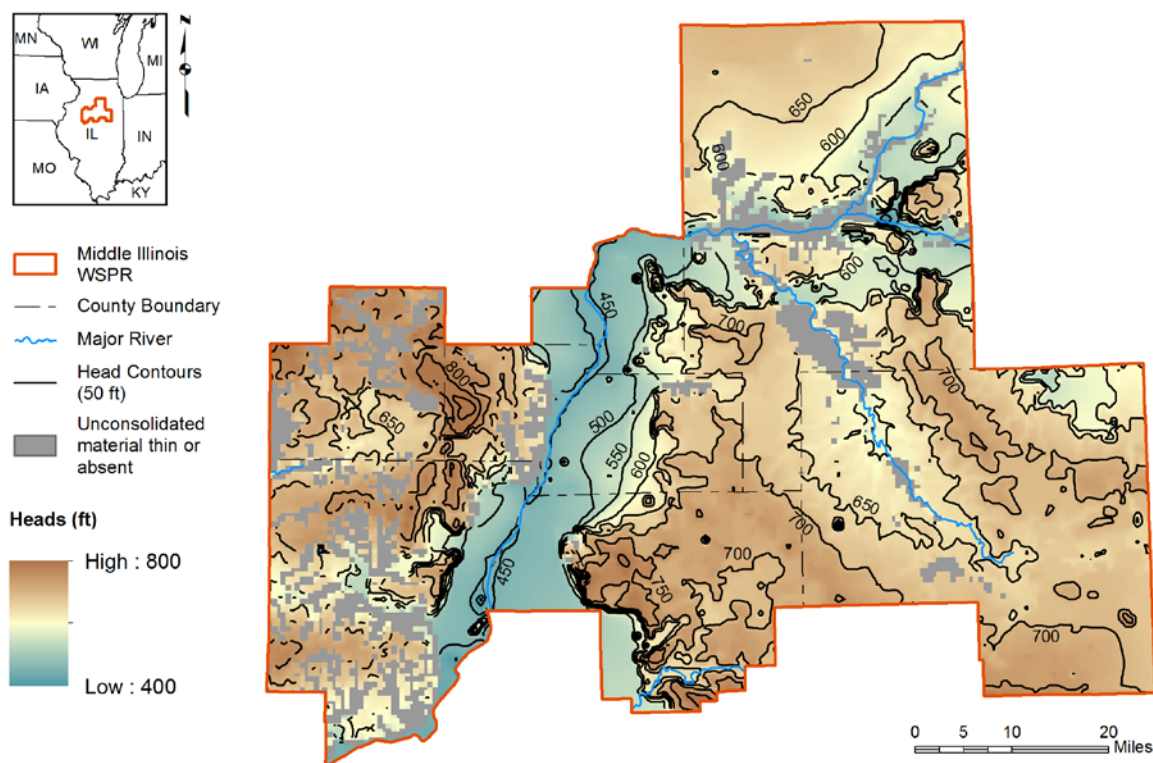 N
MN
WI
MI
IA
IL
IN
MO
KY
Middle Illinois
WSPR
County Boundary
Major River
Head Contours
(50 ft)
Unconsolidated
material thin or
absent
Heads (ft)
High : 800
Low : 400
650
600
600
600
450
700
700
800
650
500
550
600
650
700
700
450
750
700
0 5 10 20
Miles